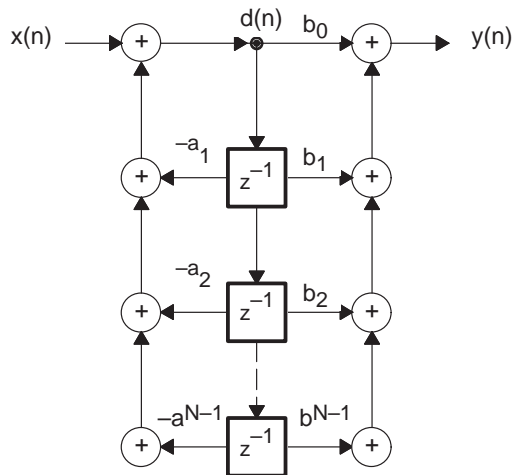 x(n) + d(n) b₀ + y(n)
–a₁ b₁
+ z⁻¹ +
–a₂ b₂
+ z⁻¹ +
–aᴺ⁻¹ bᴺ⁻¹
+ z⁻¹ +